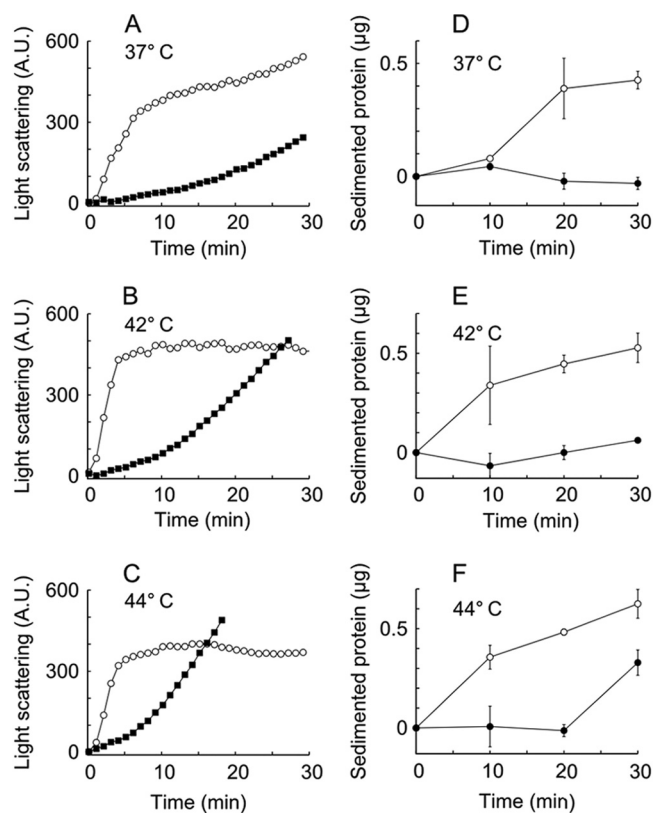 A
37° C
Light scattering (A.U.)
600
300
0
0 10 20 30
Time (min)
D
37° C
Sedimented protein (µg)
0.5
0
0 10 20 30
Time (min)
B
42° C
Light scattering (A.U.)
600
300
0
0 10 20 30
Time (min)
E
42° C
Sedimented protein (µg)
0.5
0
0 10 20 30
Time (min)
C
44° C
Light scattering (A.U.)
600
300
0
0 10 20 30
Time (min)
F
44° C
Sedimented protein (µg)
0.5
0
0 10 20 30
Time (min)